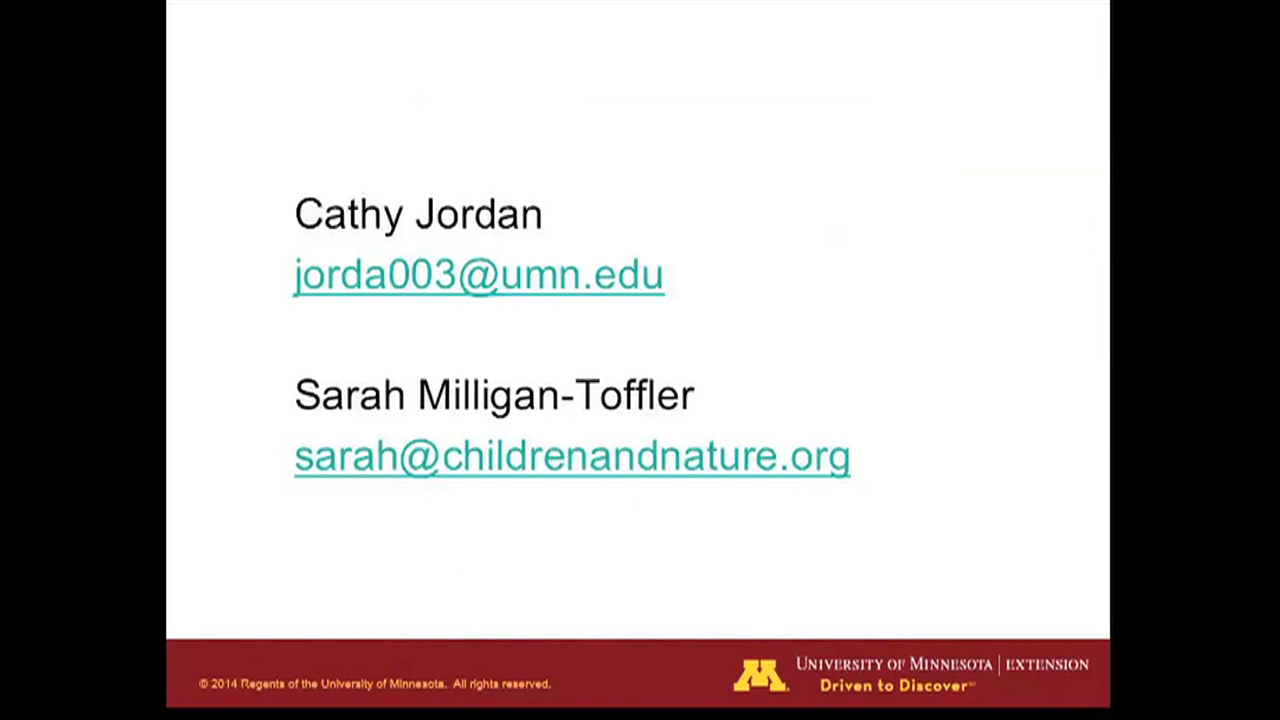 Cathy Jordan
jorda003@umn.edu
Sarah Milligan-Toffler
sarah@childrenandnature.org
© 2014 Regents of the University of Minnesota. All rights reserved.
M
UNIVERSITY OF MINNESOTA | EXTENSION
Driven to Discover℠